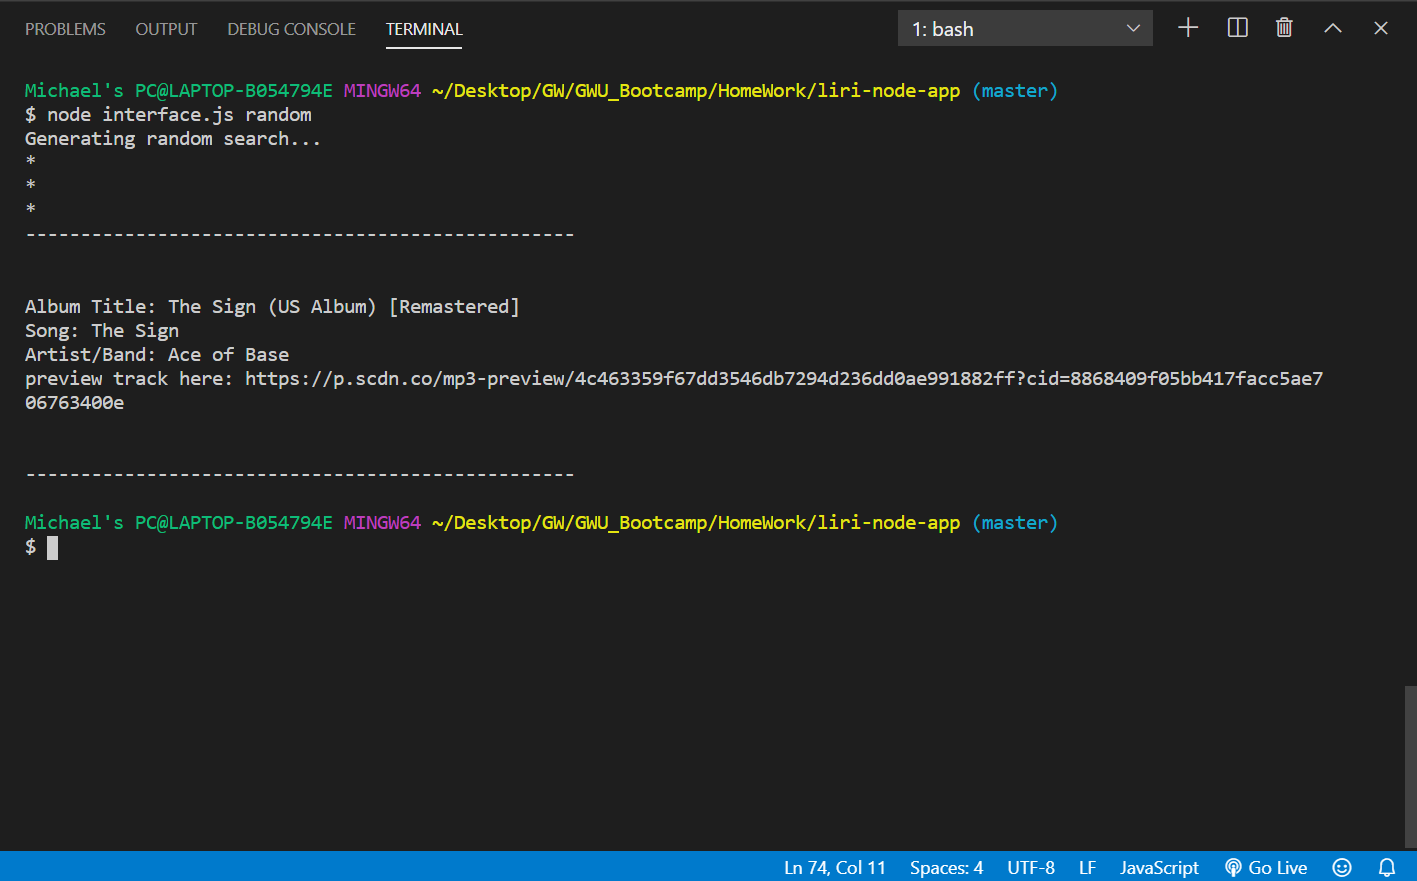 PROBLEMS OUTPUT DEBUG CONSOLE TERMINAL 1: bash
Michael's PC@LAPTOP-B054794E MINGW64 ~/Desktop/GW/GWU_Bootcamp/HomeWork/liri-node-app (master)
$ node interface.js random
Generating random search...
*
*
*
--------------------------------------------------
Album Title: The Sign (US Album) [Remastered]
Song: The Sign
Artist/Band: Ace of Base
preview track here: https://p.scdn.co/mp3-preview/4c463359f67dd3546db7294d236dd0ae991882ff?cid=8868409f05bb417facc5ae7
06763400e
--------------------------------------------------
Michael's PC@LAPTOP-B054794E MINGW64 ~/Desktop/GW/GWU_Bootcamp/HomeWork/liri-node-app (master)
$
Ln 74, Col 11 Spaces: 4 UTF-8 LF JavaScript Go Live